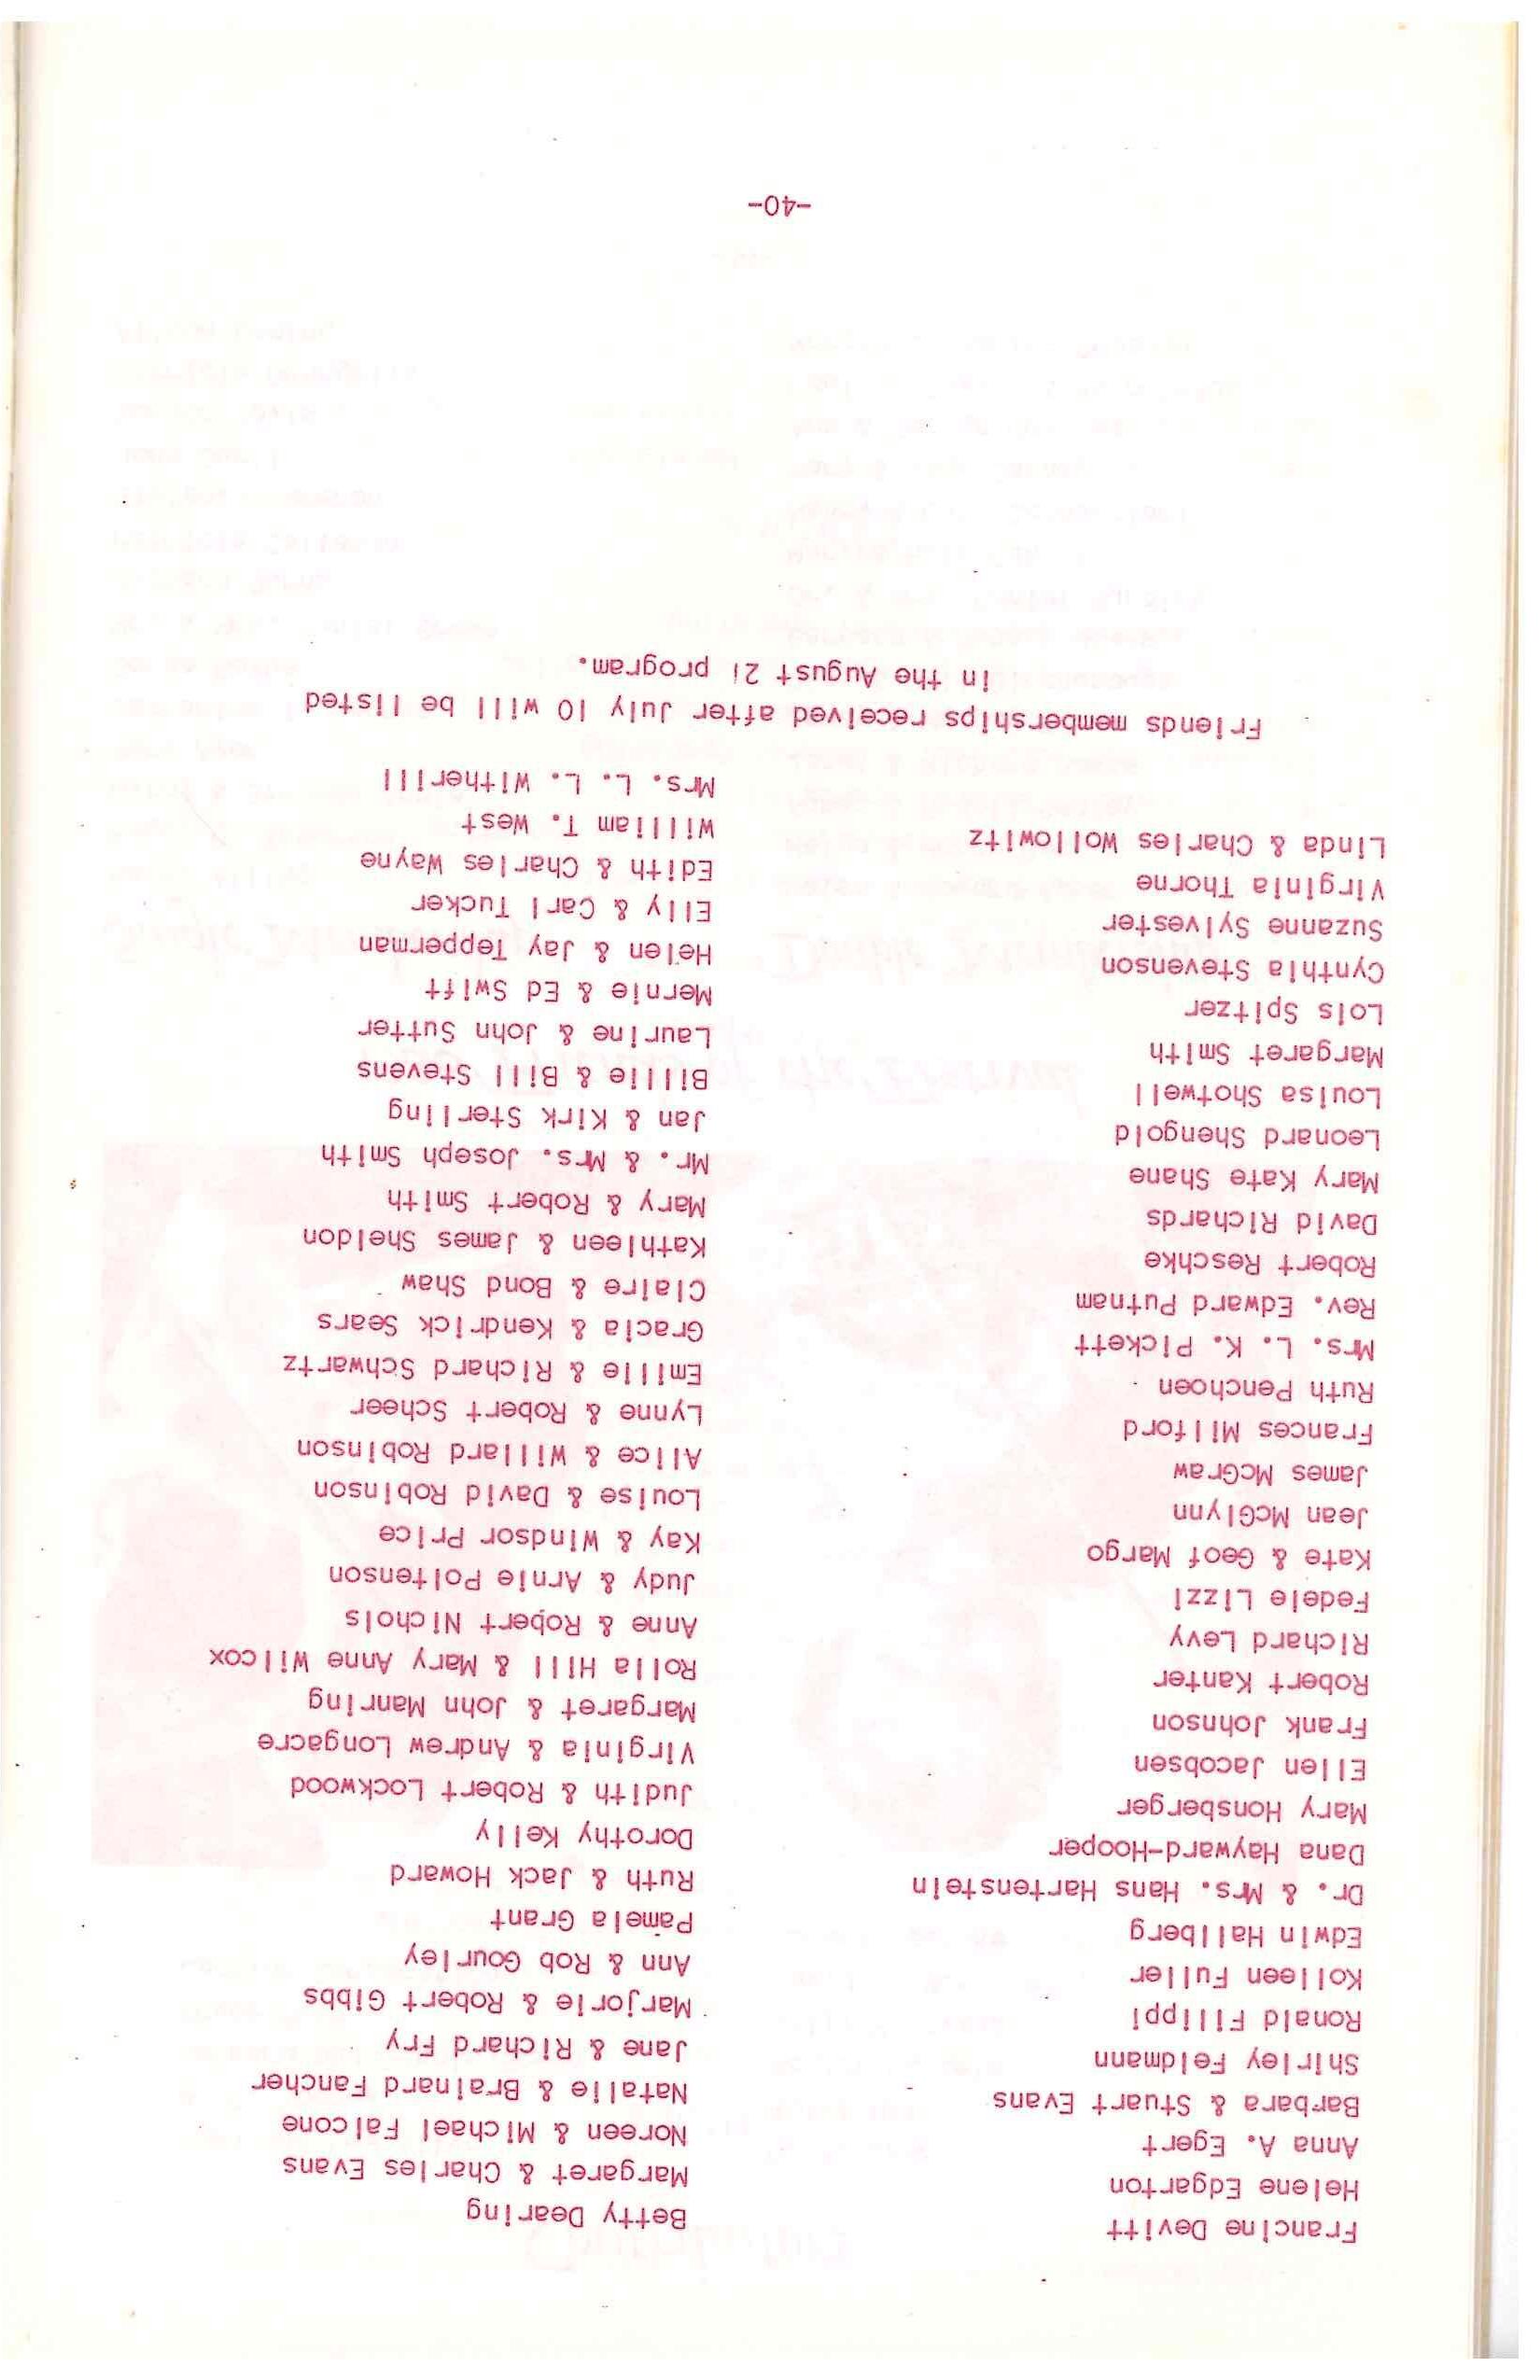 Francine Devitt
Helene Edgarton
Anna A. Egert
Barbara & Stuart Evans
Shirley Feldmann
Ronald Filippi
Kolleen Fuller
Edwin Hallberg
Dr. & Mrs. Hans Hartenstein
Dana Hayward-Hooper
Mary Honsberger
Ellen Jacobsen
Frank Johnson
Robert Kanter
Richard Levy
Fedele Lizzi
Kate & Geof Margo
Jean McGlynn
James McGraw
Frances Milford
Ruth Penchoen
Mrs. L. K. Pickett
Rev. Edward Putnam
Robert Reschke
David Richards
Mary Kate Shane
Leonard Shengold
Louisa Shotwell
Margaret Smith
Lois Spitzer
Cynthia Stevenson
Suzanne Sylvester
Virginia Thorne
Linda & Charles Wollowitz
Betty Dearing
Margaret & Charles Evans
Noreen & Michael Falcone
Natalie & Brainard Fancher
Jane & Richard Fry
Marjorie & Robert Gibbs
Ann & Rob Gourley
Pamela Grant
Ruth & Jack Howard
Dorothy Kelly
Judith & Robert Lockwood
Virginia & Andrew Longacre
Margaret & John Manring
Rolla Hill & Mary Anne Wilcox
Anne & Robert Nichols
Judy & Arnie Poltenson
Kay & Windsor Price
Louise & David Robinson
Alice & Willard Robinson
Lynne & Robert Scheer
Emilie & Richard Schwartz
Gracia & Kendrick Sears
Claire & Bond Shaw
Kathleen & James Sheldon
Mary & Robert Smith
Mr. & Mrs. Joseph Smith
Jan & Kirk Sterling
Billie & Bill Stevens
Laurine & John Sutter
Mernie & Ed Swift
Helen & Jay Tepperman
Elly & Carl Tucker
Edith & Charles Wayne
William T. West
Mrs. L. L. Witherill
Friends memberships received after July 10 will be listed
in the August 21 program.
-40-